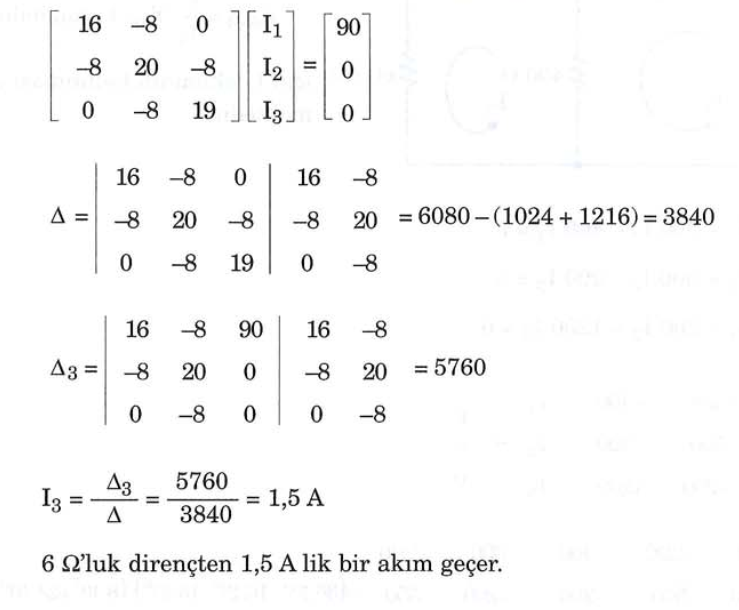 16 –8 0 I1 90
–8 20 –8 I2 = 0
0 –8 19 I3 0
16 –8 0 16 –8
Δ = –8 20 –8 –8 20 = 6080 – (1024 + 1216) = 3840
0 –8 19 0 –8
16 –8 90 16 –8
Δ3 = –8 20 0 –8 20 = 5760
0 –8 0 0 –8
I3 = Δ3 / Δ = 5760 / 3840 = 1,5 A
6 Ω’luk dirençten 1,5 A lik bir akım geçer.